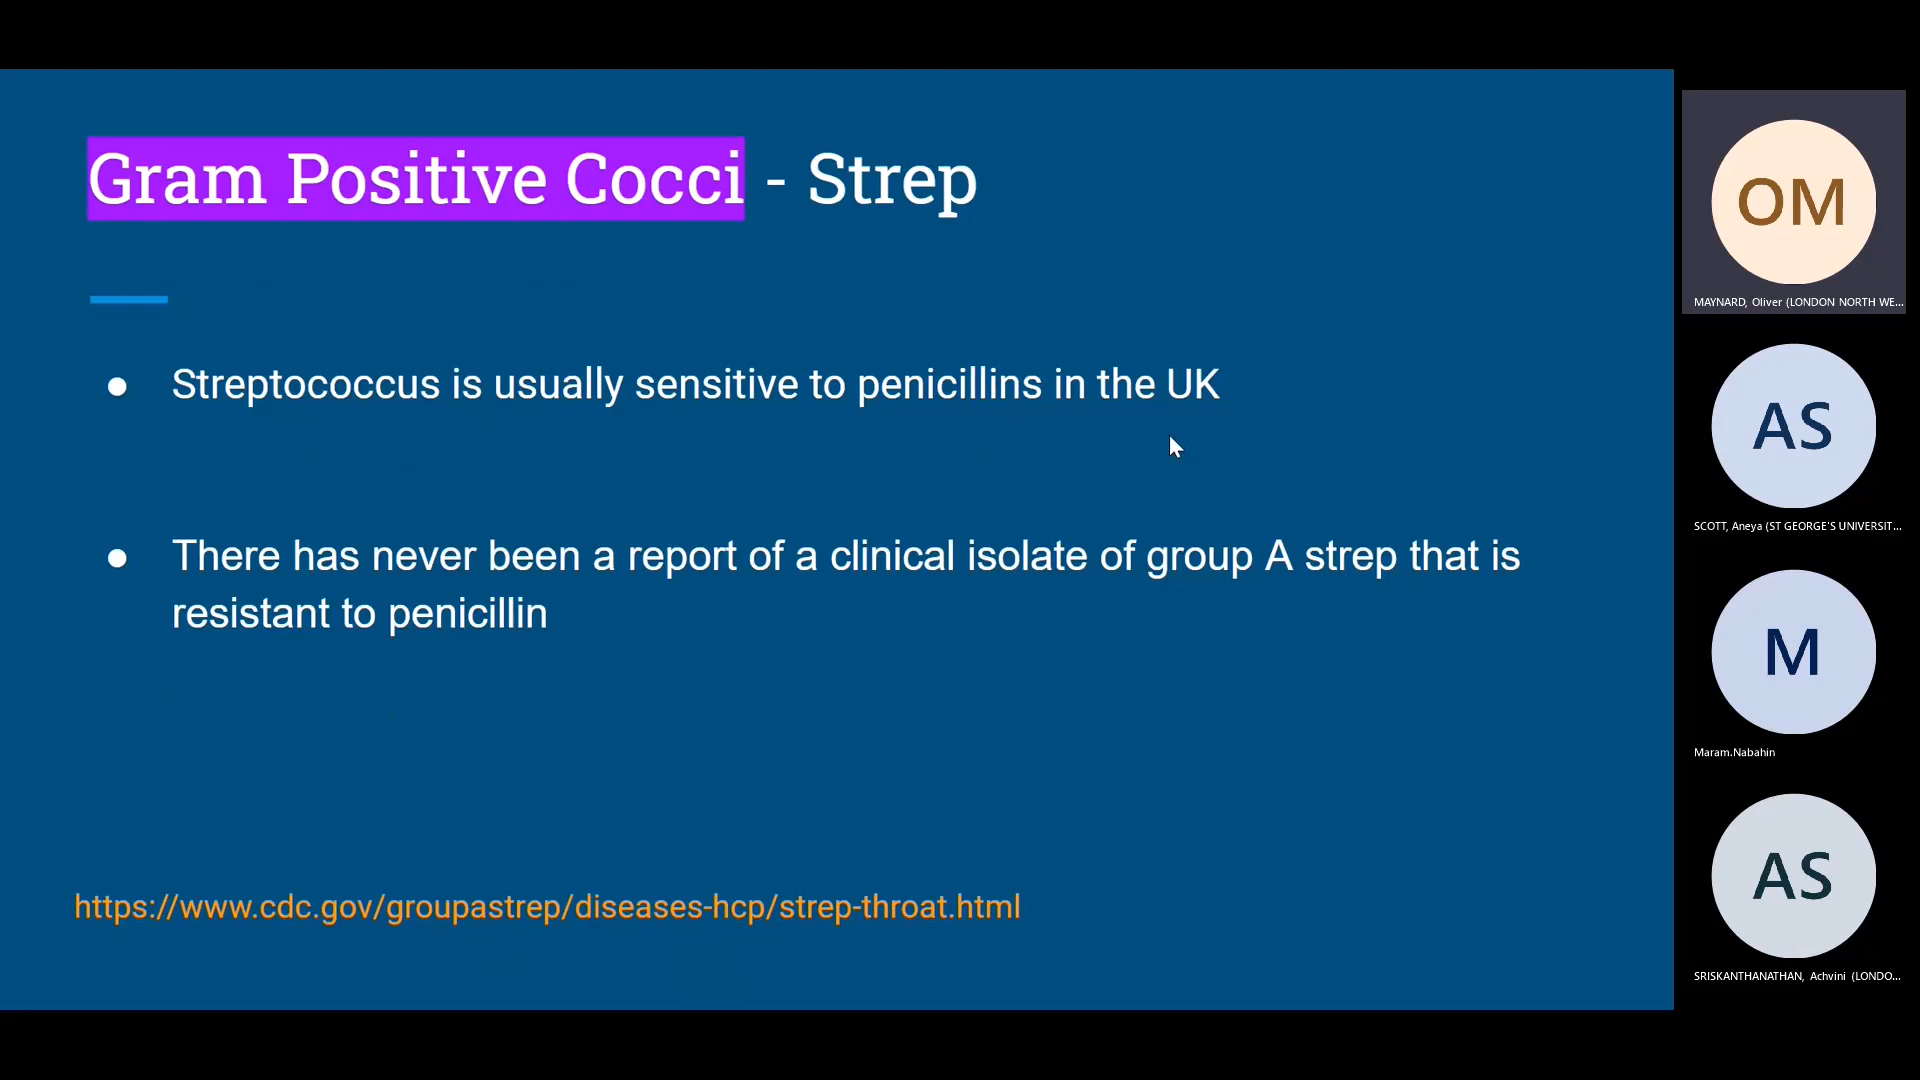 Gram Positive Cocci - Strep
● Streptococcus is usually sensitive to penicillins in the UK
● There has never been a report of a clinical isolate of group A strep that is
resistant to penicillin
https://www.cdc.gov/groupastrep/diseases-hcp/strep-throat.html
OM
MAYNARD, Oliver (LONDON NORTH WE...
AS
SCOTT, Aneya (ST GEORGE'S UNIVERSIT...
M
Maram.Nabahin
AS
SRISKANTHANATHAN, Achvini (LONDO...